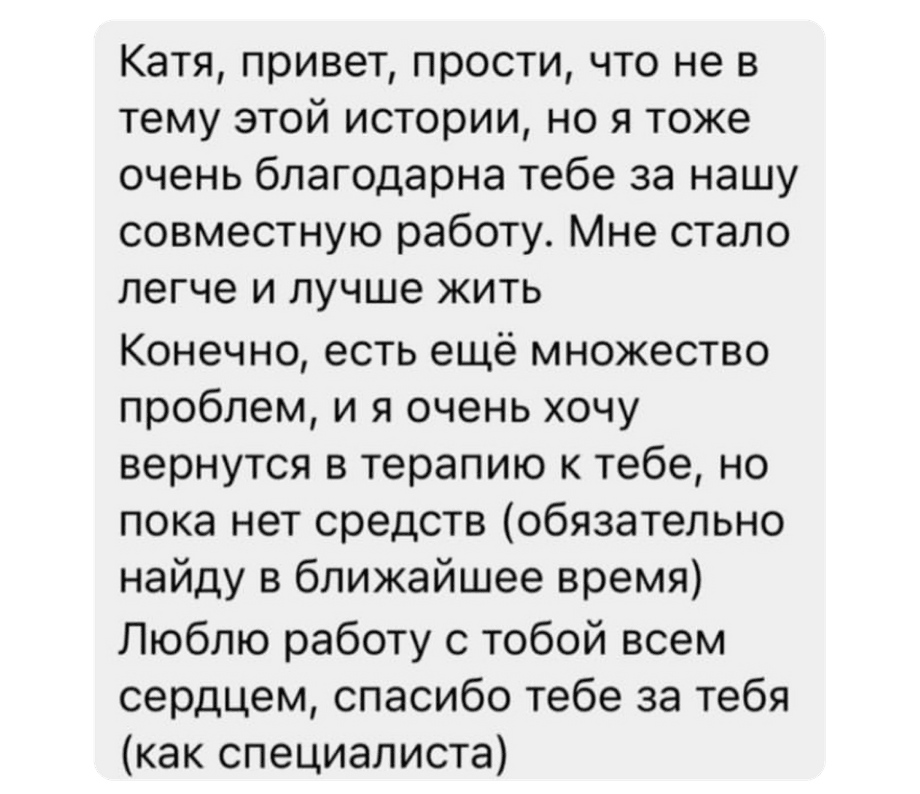 Катя, привет, прости, что не в
тему этой истории, но я тоже
очень благодарна тебе за нашу
совместную работу. Мне стало
легче и лучше жить
Конечно, есть ещё множество
проблем, и я очень хочу
вернутся в терапию к тебе, но
пока нет средств (обязательно
найду в ближайшее время)
Люблю работу с тобой всем
сердцем, спасибо тебе за тебя
(как специалиста)